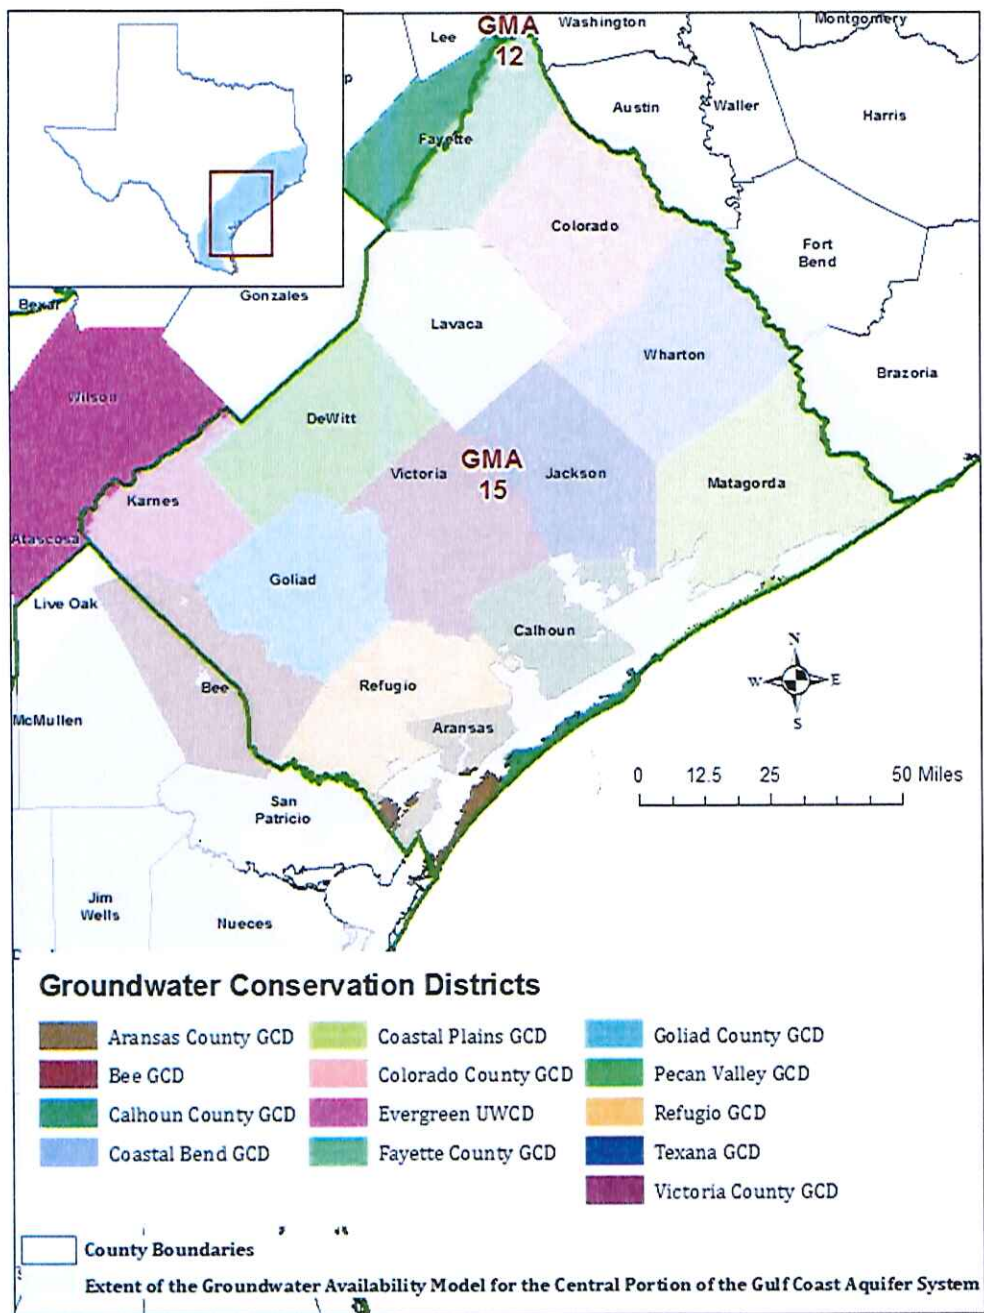 GMA
12
Lee
Washington
Montgomery
p
Austin
Waller
Harris
Fayette
Colorado
Fort
Bend
Bexar
Gonzales
Lavaca
Wharton
Brazoria
Wilson
DeWitt
Victoria
GMA
15
Jackson
Matagorda
Karnes
Atascosa
Goliad
Live Oak
Calhoun
Bee
Refugio
McMullen
Aransas
N
W
E
S
0 12.5 25 50 Miles
San
Patricio
Jim
Wells
Nueces
Groundwater Conservation Districts
Aransas County GCD
Bee GCD
Calhoun County GCD
Coastal Bend GCD
Coastal Plains GCD
Colorado County GCD
Evergreen UWCD
Fayette County GCD
Goliad County GCD
Pecan Valley GCD
Refugio GCD
Texana GCD
Victoria County GCD
County Boundaries
Extent of the Groundwater Availability Model for the Central Portion of the Gulf Coast Aquifer System